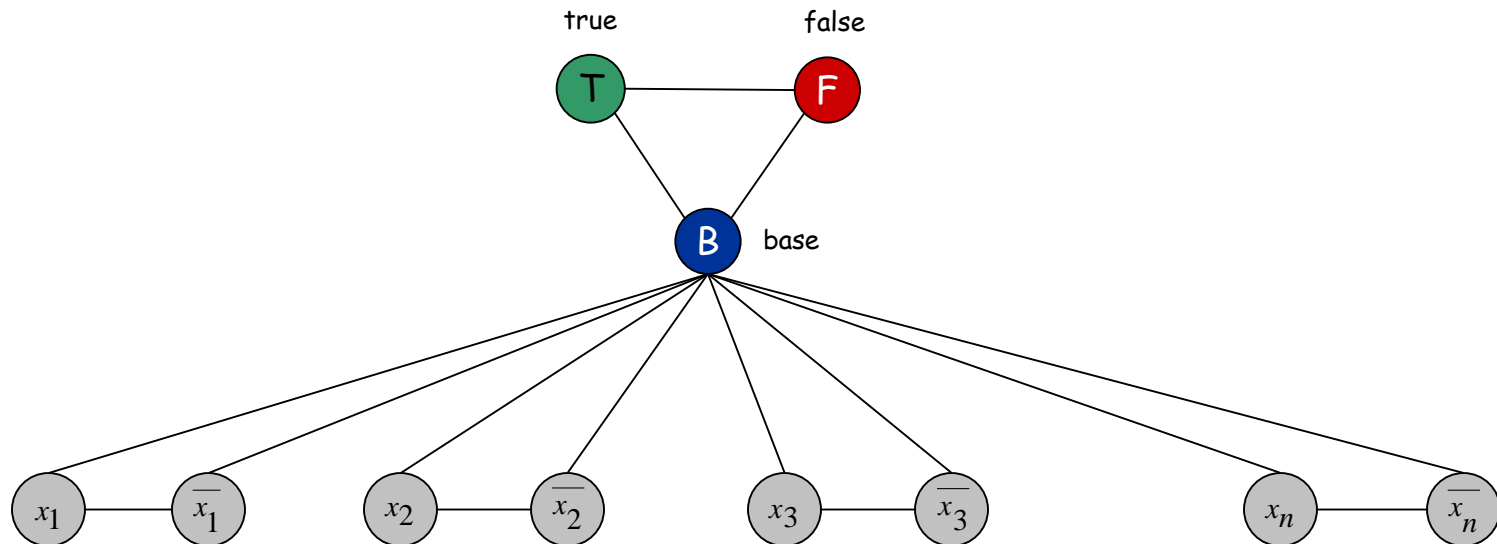 true false
T F
B base
x₁ x̄₁ x₂ x̄₂ x₃ x̄₃ xₙ x̄ₙ